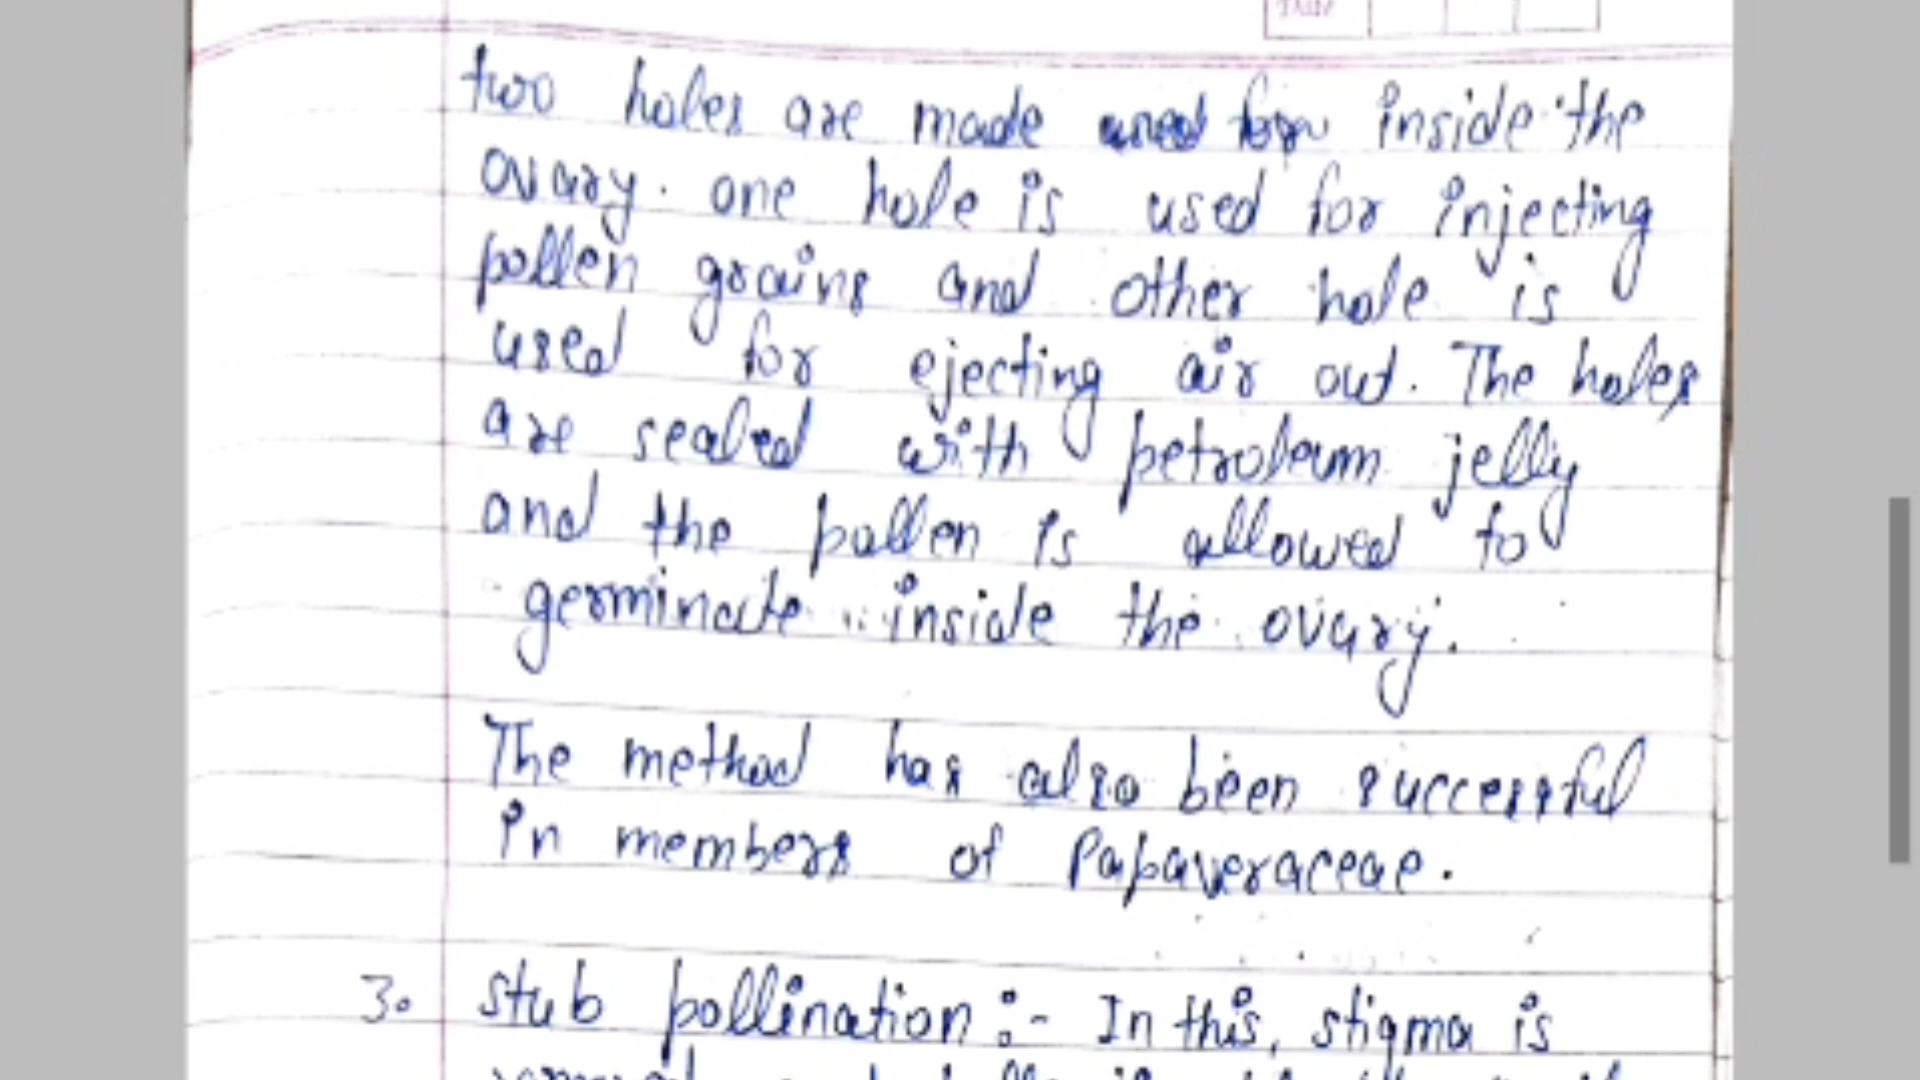 Date
two holes are made used for inside the
ovary. one hole is used for injecting
pollen grains and other hole is
used for ejecting air out. The holes
are sealed with petroleum jelly
and the pollen is allowed to
germinate inside the ovary.
The method has also been successful
in members of Papaveraceae.
3. stub pollination :- In this, stigma is